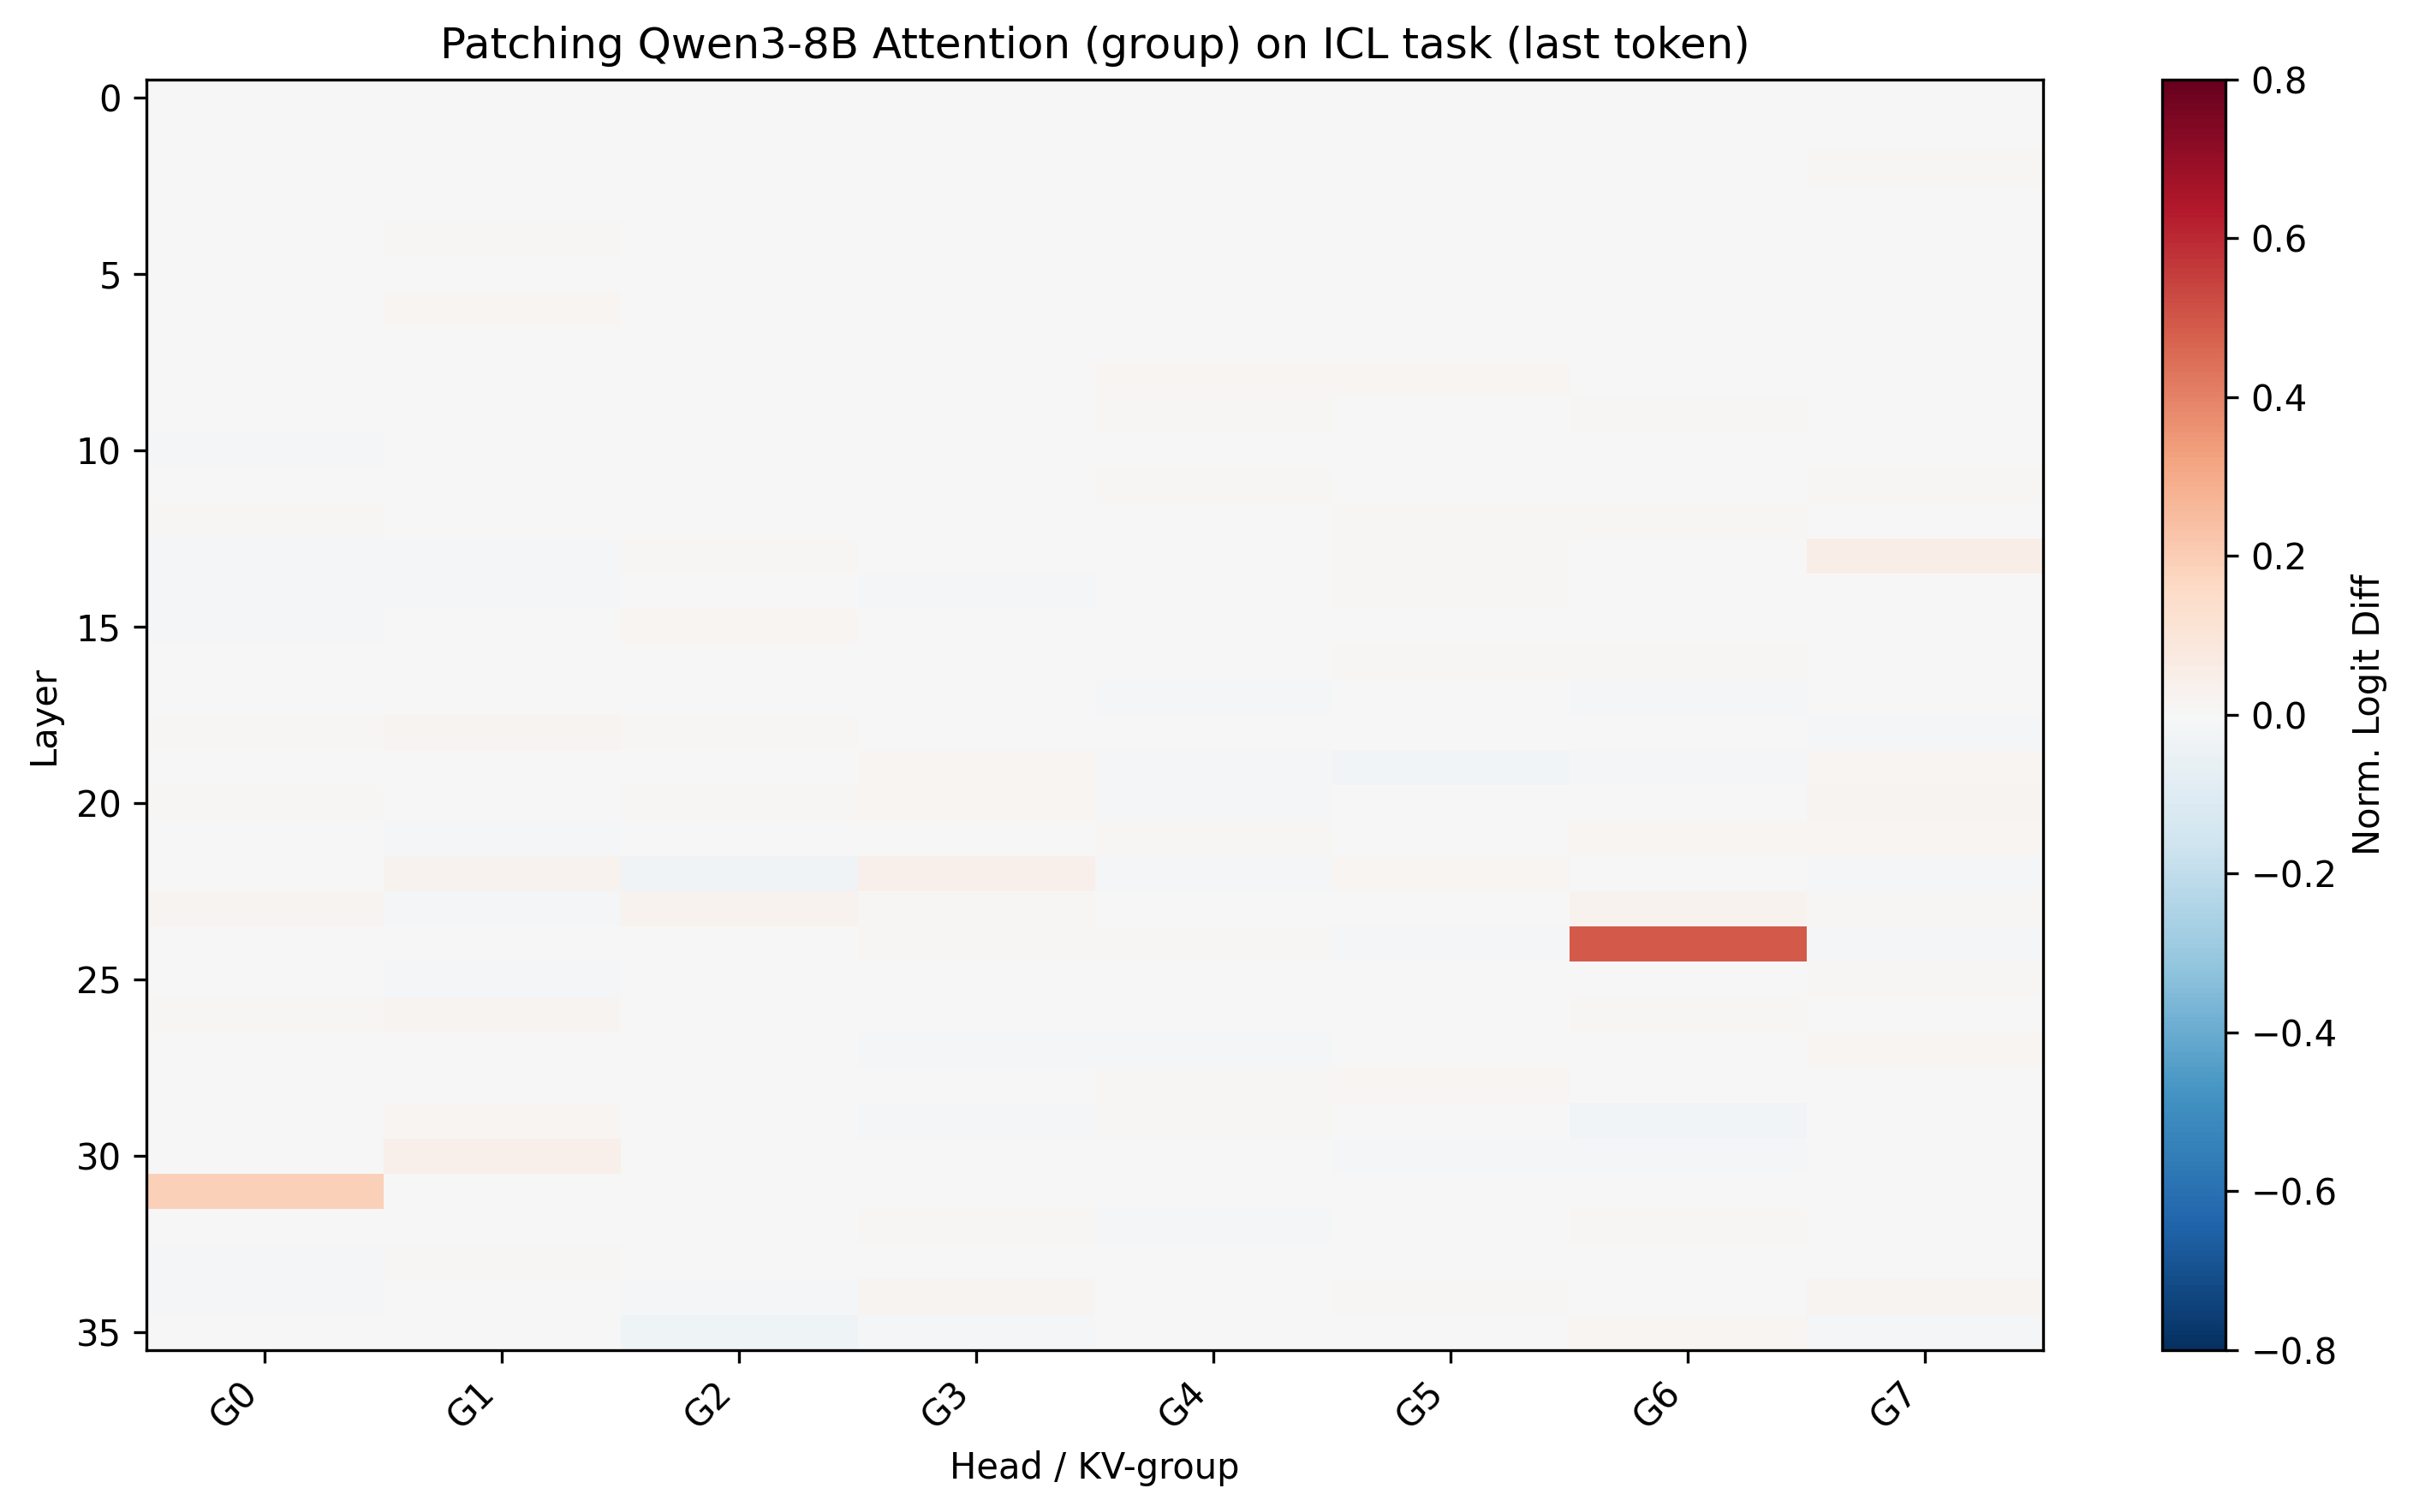 Patching Qwen3-8B Attention (group) on ICL task (last token)
0
5
10
15
20
25
30
35
Layer
G0
G1
G2
G3
G4
G5
G6
G7
Head / KV-group
0.8
0.6
0.4
0.2
0.0
−0.2
−0.4
−0.6
−0.8
Norm. Logit Diff